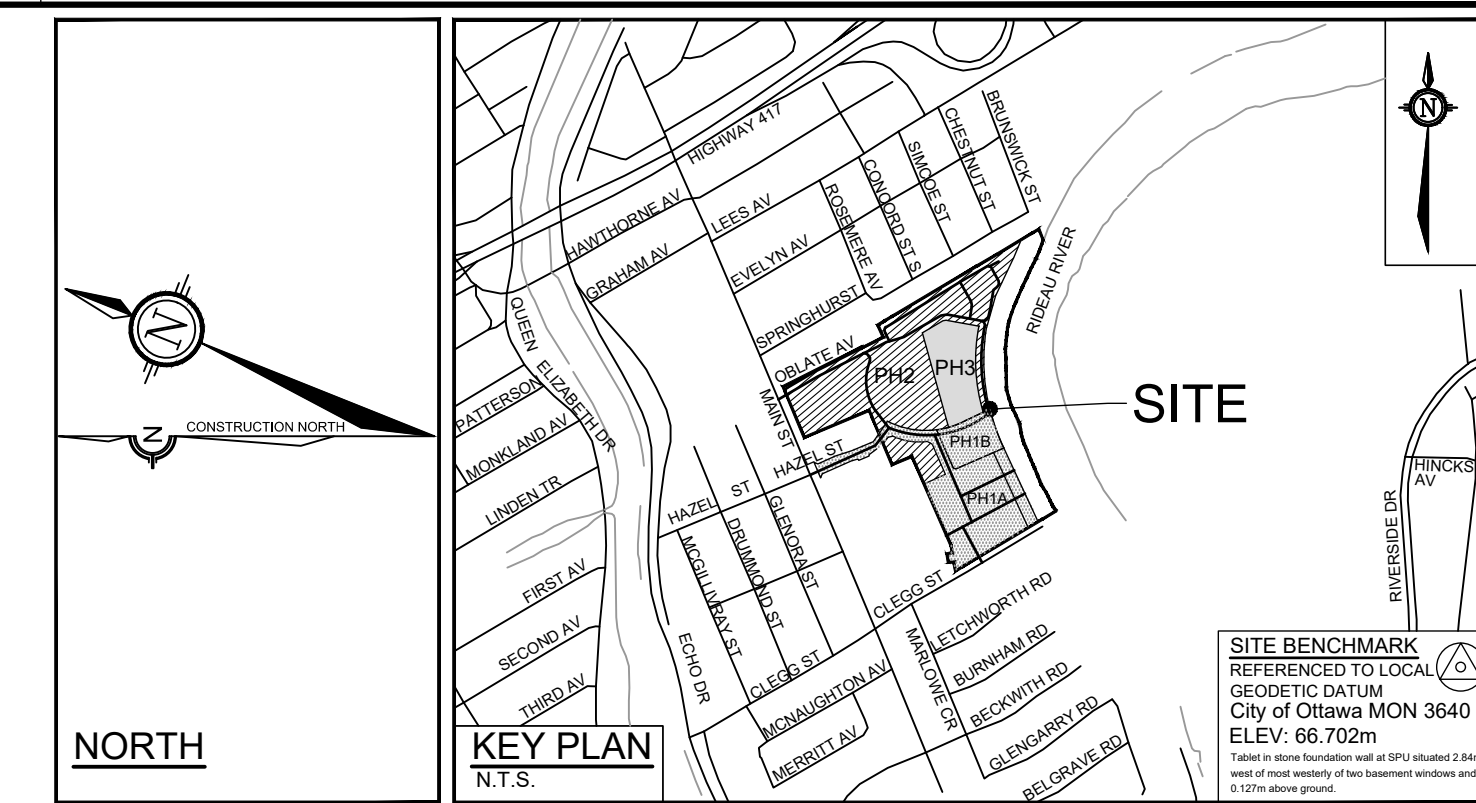 N
CONSTRUCTION NORTH
N
NORTH
HIGHWAY 417
HAWTHORNE AV
GRAHAM AV
LEES AV
EVELYN AV
ROSEMERE AV
CONCORD ST S
SIMCOE ST
CHESTNUT ST
BRUNSWICK ST
SPRINGHURST
OBLATE AV
RIDEAU RIVER
QUEEN ELIZABETH DR
MAIN ST
PH2
PH3
PH1B
PH1A
SITE
PATTERSON
MONKLAND AV
LINDEN TR
FIRST AV
SECOND AV
THIRD AV
HAZEL ST
HAZEL ST
GLENORA ST
DRUMMOND ST
MCGILLIVRAY ST
ECHO DR
CLEGG ST
CLEGG ST
MCNAUGHTON AV
MERRITT AV
MARLOWE CR
LETCHWORTH RD
BURNHAM RD
BECKWITH RD
GLENGARRY RD
BELGRAVE RD
KEY PLAN
N.T.S.
N
HINCKS
AV
RIVERSIDE DR
SITE BENCHMARK
REFERENCED TO LOCAL
GEODETIC DATUM
City of Ottawa MON 3640
ELEV: 66.702m
Tablet in stone foundation wall at SPU situated 2.84m
west of most westerly of two basement windows and
0.127m above ground.